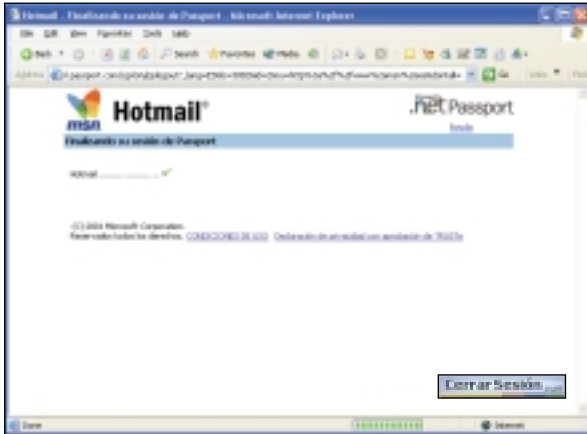 Hotmail - Finalizando su sesión de Passport - Microsoft Internet Explorer
File Edit View Favorites Tools Help
Back Search Favorites Media
Address Go Links
msn Hotmail .net Passport
Ayuda
Finalizando su sesión de Passport
Hotmail
(C) 2004 Microsoft Corporation.
Reservados todos los derechos. CONDICIONES DE USO Declaración de privacidad con aprobación de TRUSTe
Cerrar Sesión .net
Done Internet